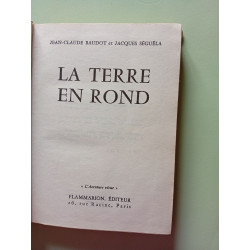 JEAN-CLAUDE BAUDOT et JACQUES SÉGUÉLA
LA TERRE
EN ROND
« L'Aventure vécue »
FLAMMARION, ÉDITEUR
26, rue Racine, Paris